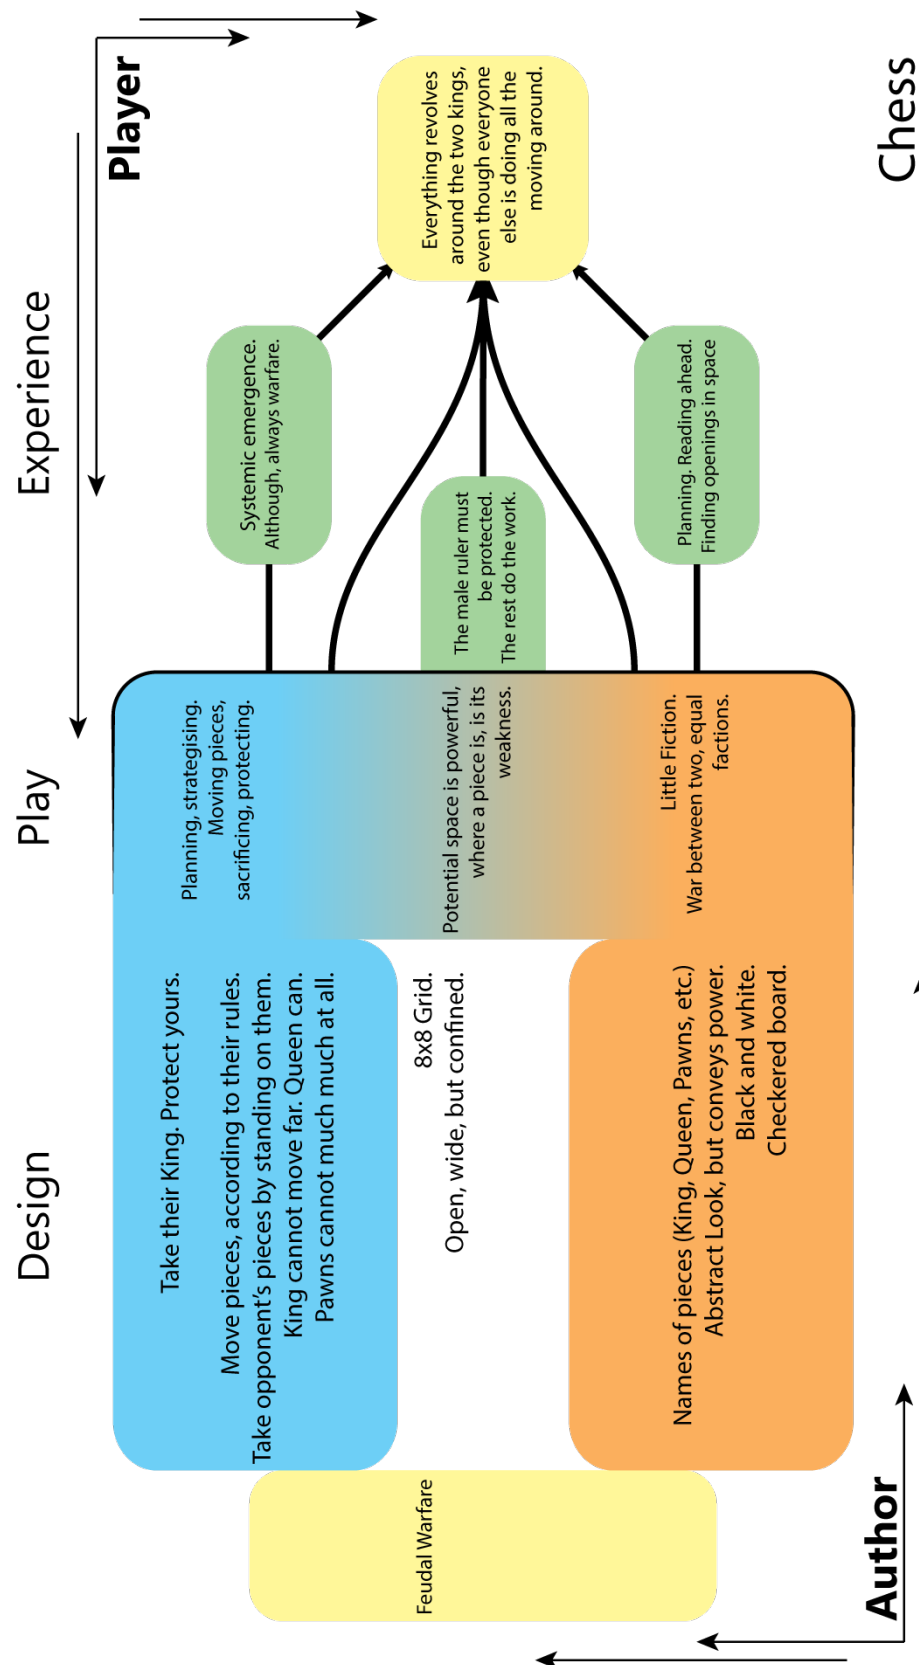 Design
Play
Experience
Player
Feudal Warfare
Take their King. Protect yours.
Move pieces, according to their rules.
Take opponent's pieces by standing on them.
King cannot move far. Queen can.
Pawns cannot much much at all.
8x8 Grid.
Open, wide, but confined.
Names of pieces (King, Queen, Pawns, etc.)
Abstract Look, but conveys power.
Black and white.
Checkered board.
Planning, strategising.
Moving pieces,
sacrificing, protecting.
Potential space is powerful,
where a piece is, is its
weakness.
Little Fiction.
War between two, equal
factions.
Systemic emergence.
Although, always warfare.
The male ruler must
be protected.
The rest do the work.
Planning. Reading ahead.
Finding openings in space
Everything revolves
around the two kings,
even though everyone
else is doing all the
moving around.
Author
Chess